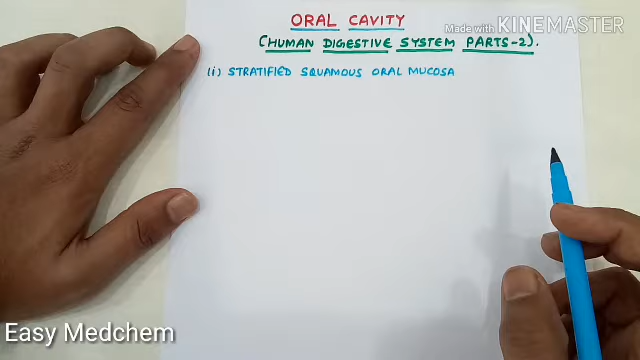 ORAL CAVITY
Made with KINEMASTER
(HUMAN DIGESTIVE SYSTEM PARTS-2).
(i) STRATIFIED SQUAMOUS ORAL MUCOSA
Easy Medchem